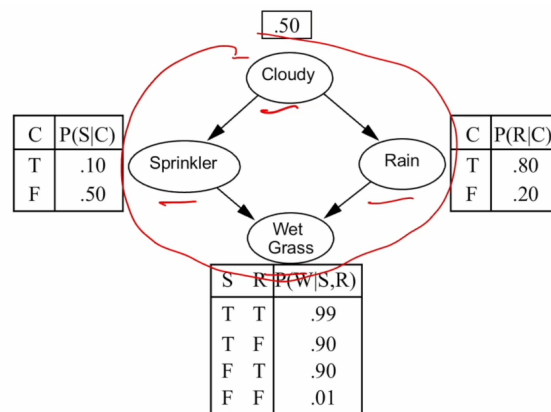 .50
Cloudy
C P(S|C)
T .10
F .50
Sprinkler
Rain
C P(R|C)
T .80
F .20
Wet
Grass
S R P(W|S,R)
T T .99
T F .90
F T .90
F F .01